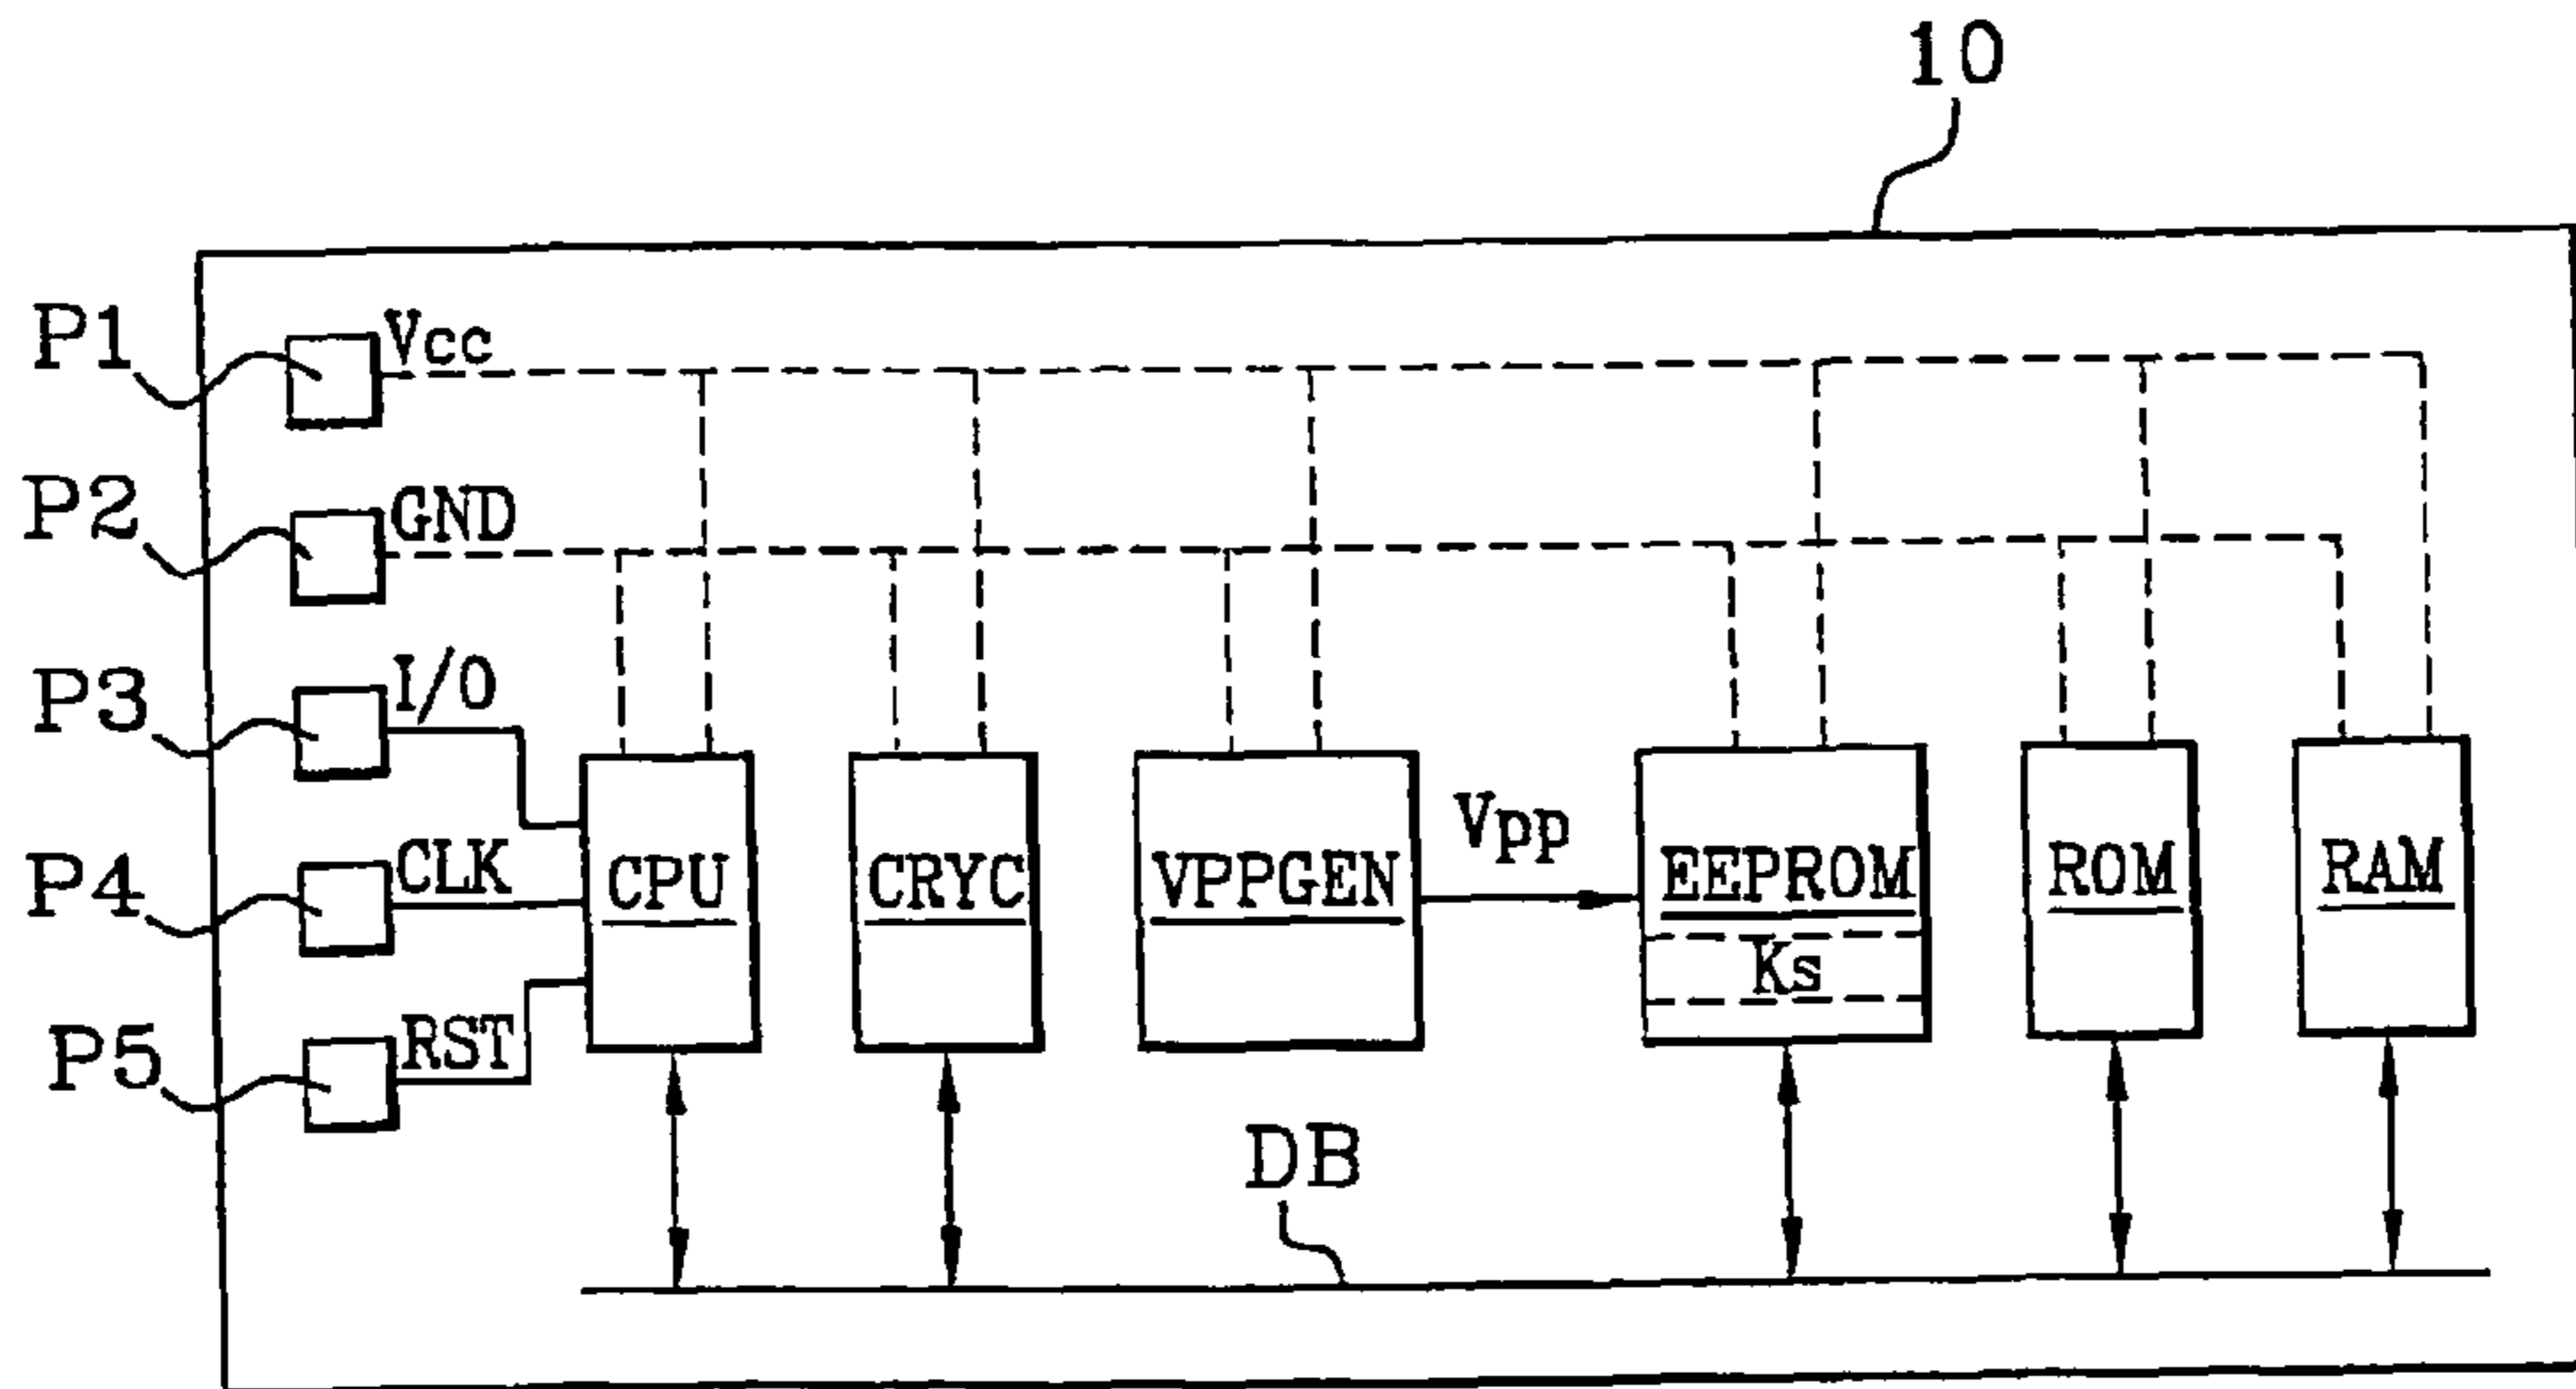 10
P1
Vcc
P2
GND
P3
I/O
P4
CLK
P5
RST
CPU
CRYC
VPPGEN
Vpp
EEPROM
Ks
ROM
RAM
DB